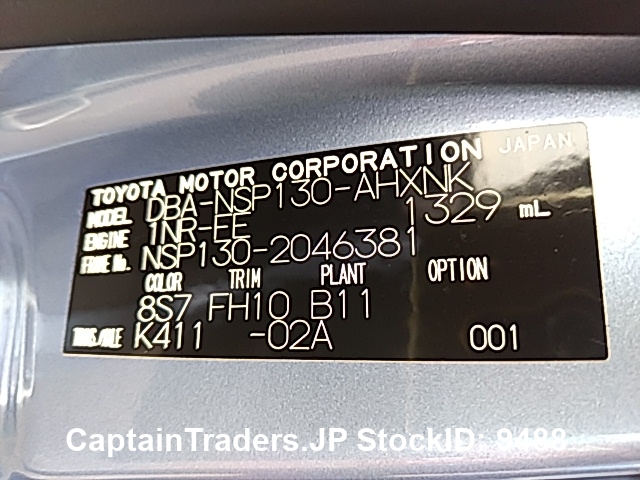 TOYOTA MOTOR CORPORATION JAPAN
MODEL DBA-NSP130-AHXNK
ENGINE 1NR-FE 1329 mL
FRAME No. NSP130-2046381
COLOR TRIM PLANT OPTION
8S7 FH10 B11
TRANS/AXLE K411 -02A 001
CaptainTraders.JP StockID: 9488